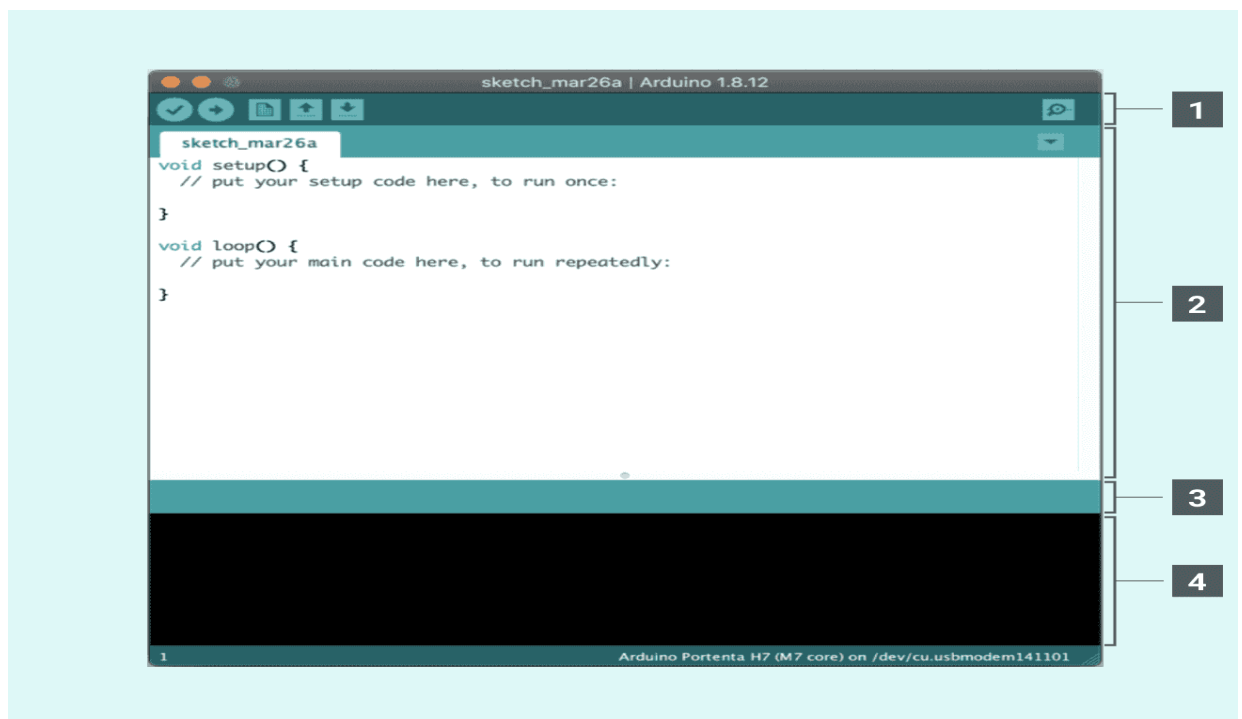 sketch_mar26a | Arduino 1.8.12
1
sketch_mar26a
void setup() {
// put your setup code here, to run once:
}
void loop() {
// put your main code here, to run repeatedly:
}
2
3
4
1
Arduino Portenta H7 (M7 core) on /dev/cu.usbmodem141101